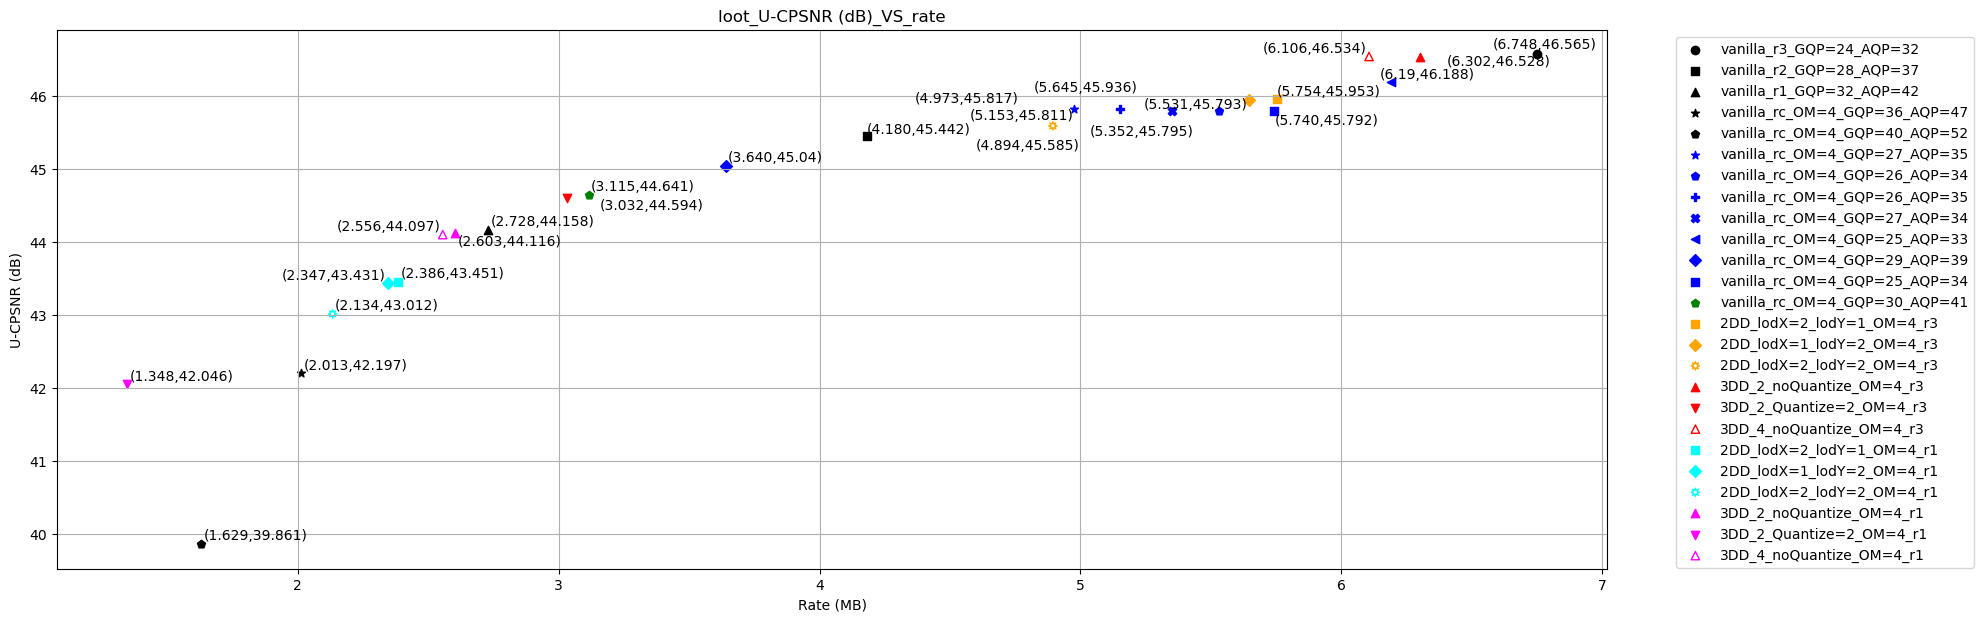 loot_U-CPSNR (dB)_VS_rate
U-CPSNR (dB)
46
45
44
43
42
41
40
(6.748,46.565)
(6.106,46.534)
(6.302,46.528)
(6.19,46.188)
(5.645,45.936)
(5.754,45.953)
(4.973,45.817)
(5.531,45.793)
(5.153,45.811)
(5.740,45.792)
(4.180,45.442)
(5.352,45.795)
(4.894,45.585)
(3.640,45.04)
(3.115,44.641)
(3.032,44.594)
(2.728,44.158)
(2.556,44.097)
(2.603,44.116)
(2.347,43.431)
(2.386,43.451)
(2.134,43.012)
(2.013,42.197)
(1.348,42.046)
(1.629,39.861)
2
3
4
5
6
7
Rate (MB)
vanilla_r3_GQP=24_AQP=32
vanilla_r2_GQP=28_AQP=37
vanilla_r1_GQP=32_AQP=42
vanilla_rc_OM=4_GQP=36_AQP=47
vanilla_rc_OM=4_GQP=40_AQP=52
vanilla_rc_OM=4_GQP=27_AQP=35
vanilla_rc_OM=4_GQP=26_AQP=34
vanilla_rc_OM=4_GQP=26_AQP=35
vanilla_rc_OM=4_GQP=27_AQP=34
vanilla_rc_OM=4_GQP=25_AQP=33
vanilla_rc_OM=4_GQP=29_AQP=39
vanilla_rc_OM=4_GQP=25_AQP=34
vanilla_rc_OM=4_GQP=30_AQP=41
2DD_lodX=2_lodY=1_OM=4_r3
2DD_lodX=1_lodY=2_OM=4_r3
2DD_lodX=2_lodY=2_OM=4_r3
3DD_2_noQuantize_OM=4_r3
3DD_2_Quantize=2_OM=4_r3
3DD_4_noQuantize_OM=4_r3
2DD_lodX=2_lodY=1_OM=4_r1
2DD_lodX=1_lodY=2_OM=4_r1
2DD_lodX=2_lodY=2_OM=4_r1
3DD_2_noQuantize_OM=4_r1
3DD_2_Quantize=2_OM=4_r1
3DD_4_noQuantize_OM=4_r1